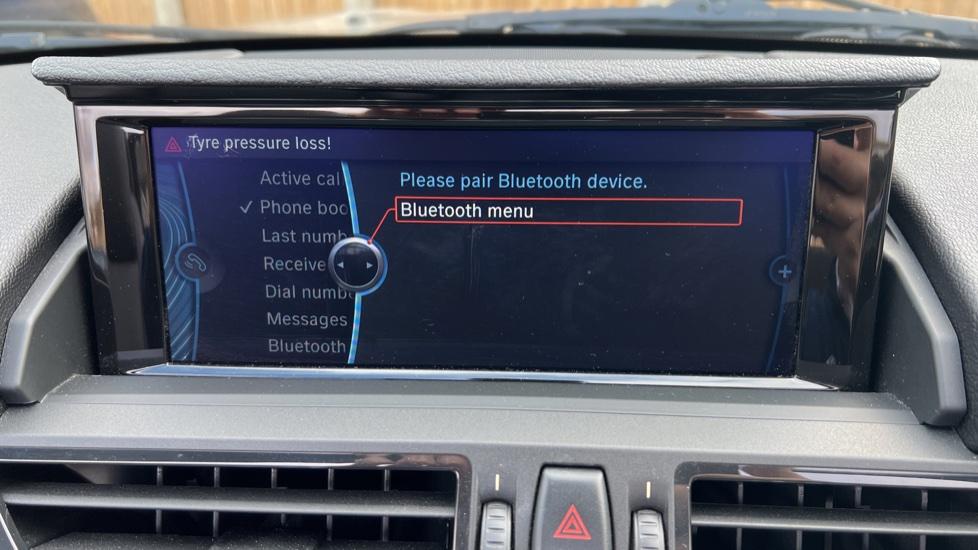 Tyre pressure loss!
Active cal
Please pair Bluetooth device.
Phone boo
Bluetooth menu
Last numb
Receive
Dial numb
Messages
Bluetooth